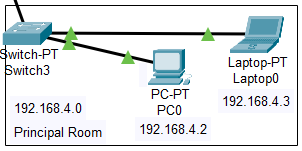 Switch-PT
Switch3
PC-PT
PC0
Laptop-PT
Laptop0
192.168.4.0
192.168.4.2
192.168.4.3
Principal Room